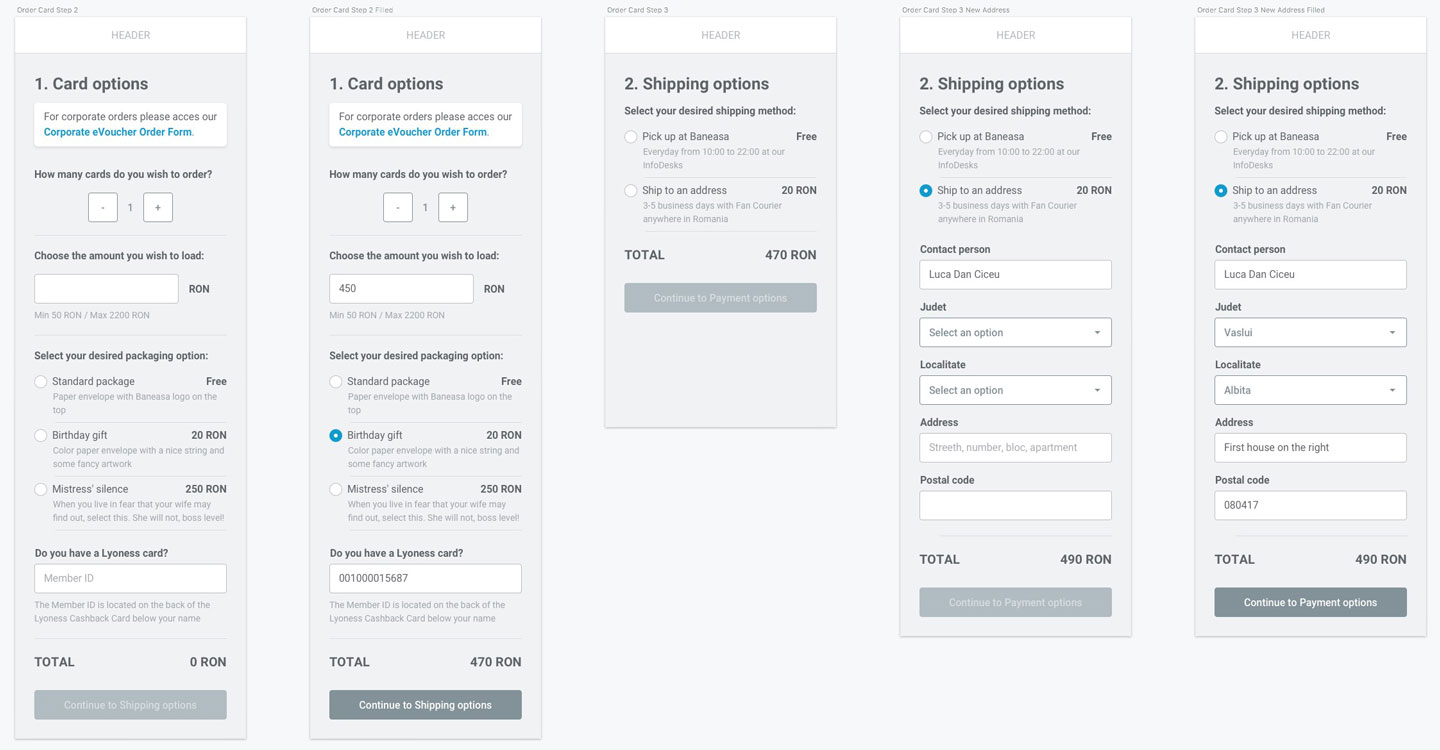 Order Card Step 2
HEADER
1. Card options
For corporate orders please acces our
Corporate eVoucher Order Form.
How many cards do you wish to order?
- 1 +
Choose the amount you wish to load:
RON
Min 50 RON / Max 2200 RON
Select your desired packaging option:
Standard package Free
Paper envelope with Baneasa logo on the
top
Birthday gift 20 RON
Color paper envelope with a nice string and
some fancy artwork
Mistress' silence 250 RON
When you live in fear that your wife may
find out, select this. She will not, boss level!
Do you have a Lyoness card?
Member ID
The Member ID is located on the back of the
Lyoness Cashback Card below your name
TOTAL 0 RON
Continue to Shipping options
Order Card Step 2 Filled
HEADER
1. Card options
For corporate orders please acces our
Corporate eVoucher Order Form.
How many cards do you wish to order?
- 1 +
Choose the amount you wish to load:
450 RON
Min 50 RON / Max 2200 RON
Select your desired packaging option:
Standard package Free
Paper envelope with Baneasa logo on the
top
Birthday gift 20 RON
Color paper envelope with a nice string and
some fancy artwork
Mistress' silence 250 RON
When you live in fear that your wife may
find out, select this. She will not, boss level!
Do you have a Lyoness card?
001000015687
The Member ID is located on the back of the
Lyoness Cashback Card below your name
TOTAL 470 RON
Continue to Shipping options
Order Card Step 3
HEADER
2. Shipping options
Select your desired shipping method:
Pick up at Baneasa Free
Everyday from 10:00 to 22:00 at our
InfoDesks
Ship to an address 20 RON
3-5 business days with Fan Courier
anywhere in Romania
TOTAL 470 RON
Continue to Payment options
Order Card Step 3 New Address
HEADER
2. Shipping options
Select your desired shipping method:
Pick up at Baneasa Free
Everyday from 10:00 to 22:00 at our
InfoDesks
Ship to an address 20 RON
3-5 business days with Fan Courier
anywhere in Romania
Contact person
Luca Dan Ciceu
Judet
Select an option
Localitate
Select an option
Address
Streeth, number, bloc, apartment
Postal code
TOTAL 490 RON
Continue to Payment options
Order Card Step 3 New Address Filled
HEADER
2. Shipping options
Select your desired shipping method:
Pick up at Baneasa Free
Everyday from 10:00 to 22:00 at our
InfoDesks
Ship to an address 20 RON
3-5 business days with Fan Courier
anywhere in Romania
Contact person
Luca Dan Ciceu
Judet
Vaslui
Localitate
Albita
Address
First house on the right
Postal code
080417
TOTAL 490 RON
Continue to Payment options